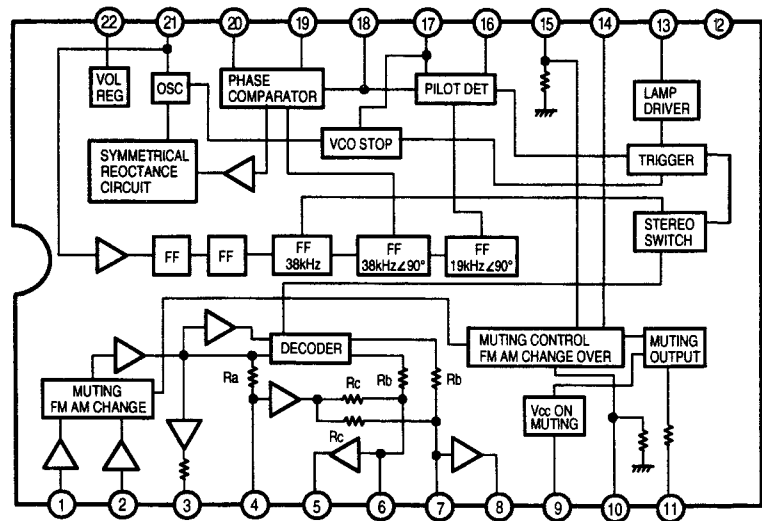 22 21 20 19 18 17 16 15 14 13 12
VOL
REG
OSC
PHASE
COMPARATOR
PILOT DET
LAMP
DRIVER
VCO STOP
TRIGGER
SYMMETRICAL
REOCTANCE
CIRCUIT
STEREO
SWITCH
FF
FF
FF
38kHz
FF
38kHz∠90°
FF
19kHz∠90°
DECODER
MUTING CONTROL
FM AM CHANGE OVER
MUTING
OUTPUT
MUTING
FM AM CHANGE
Ra
Rc
Rb
Rb
Rc
Vcc ON
MUTING
1 2 3 4 5 6 7 8 9 10 11